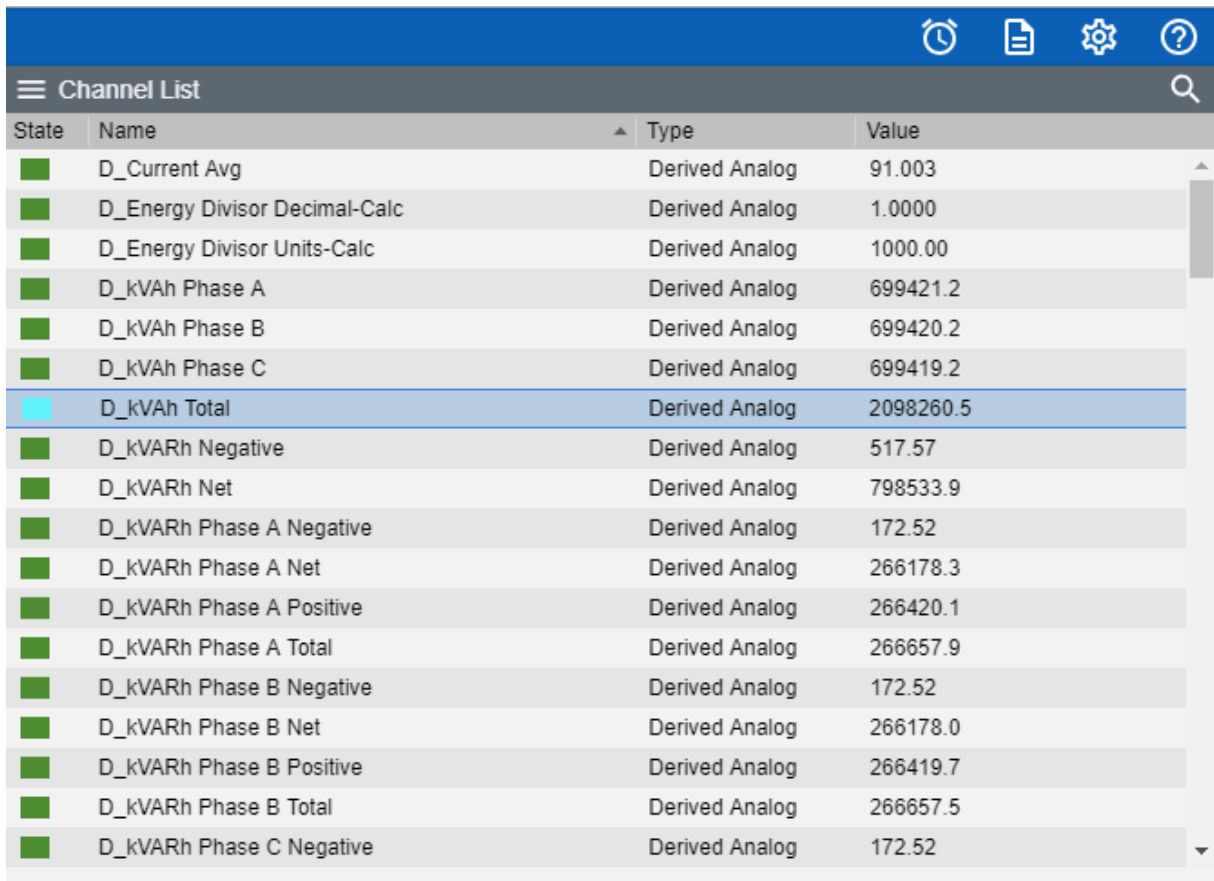 Channel List
State Name Type Value
D_Current Avg Derived Analog 91.003
D_Energy Divisor Decimal-Calc Derived Analog 1.0000
D_Energy Divisor Units-Calc Derived Analog 1000.00
D_kVAh Phase A Derived Analog 699421.2
D_kVAh Phase B Derived Analog 699420.2
D_kVAh Phase C Derived Analog 699419.2
D_kVAh Total Derived Analog 2098260.5
D_kVARh Negative Derived Analog 517.57
D_kVARh Net Derived Analog 798533.9
D_kVARh Phase A Negative Derived Analog 172.52
D_kVARh Phase A Net Derived Analog 266178.3
D_kVARh Phase A Positive Derived Analog 266420.1
D_kVARh Phase A Total Derived Analog 266657.9
D_kVARh Phase B Negative Derived Analog 172.52
D_kVARh Phase B Net Derived Analog 266178.0
D_kVARh Phase B Positive Derived Analog 266419.7
D_kVARh Phase B Total Derived Analog 266657.5
D_kVARh Phase C Negative Derived Analog 172.52